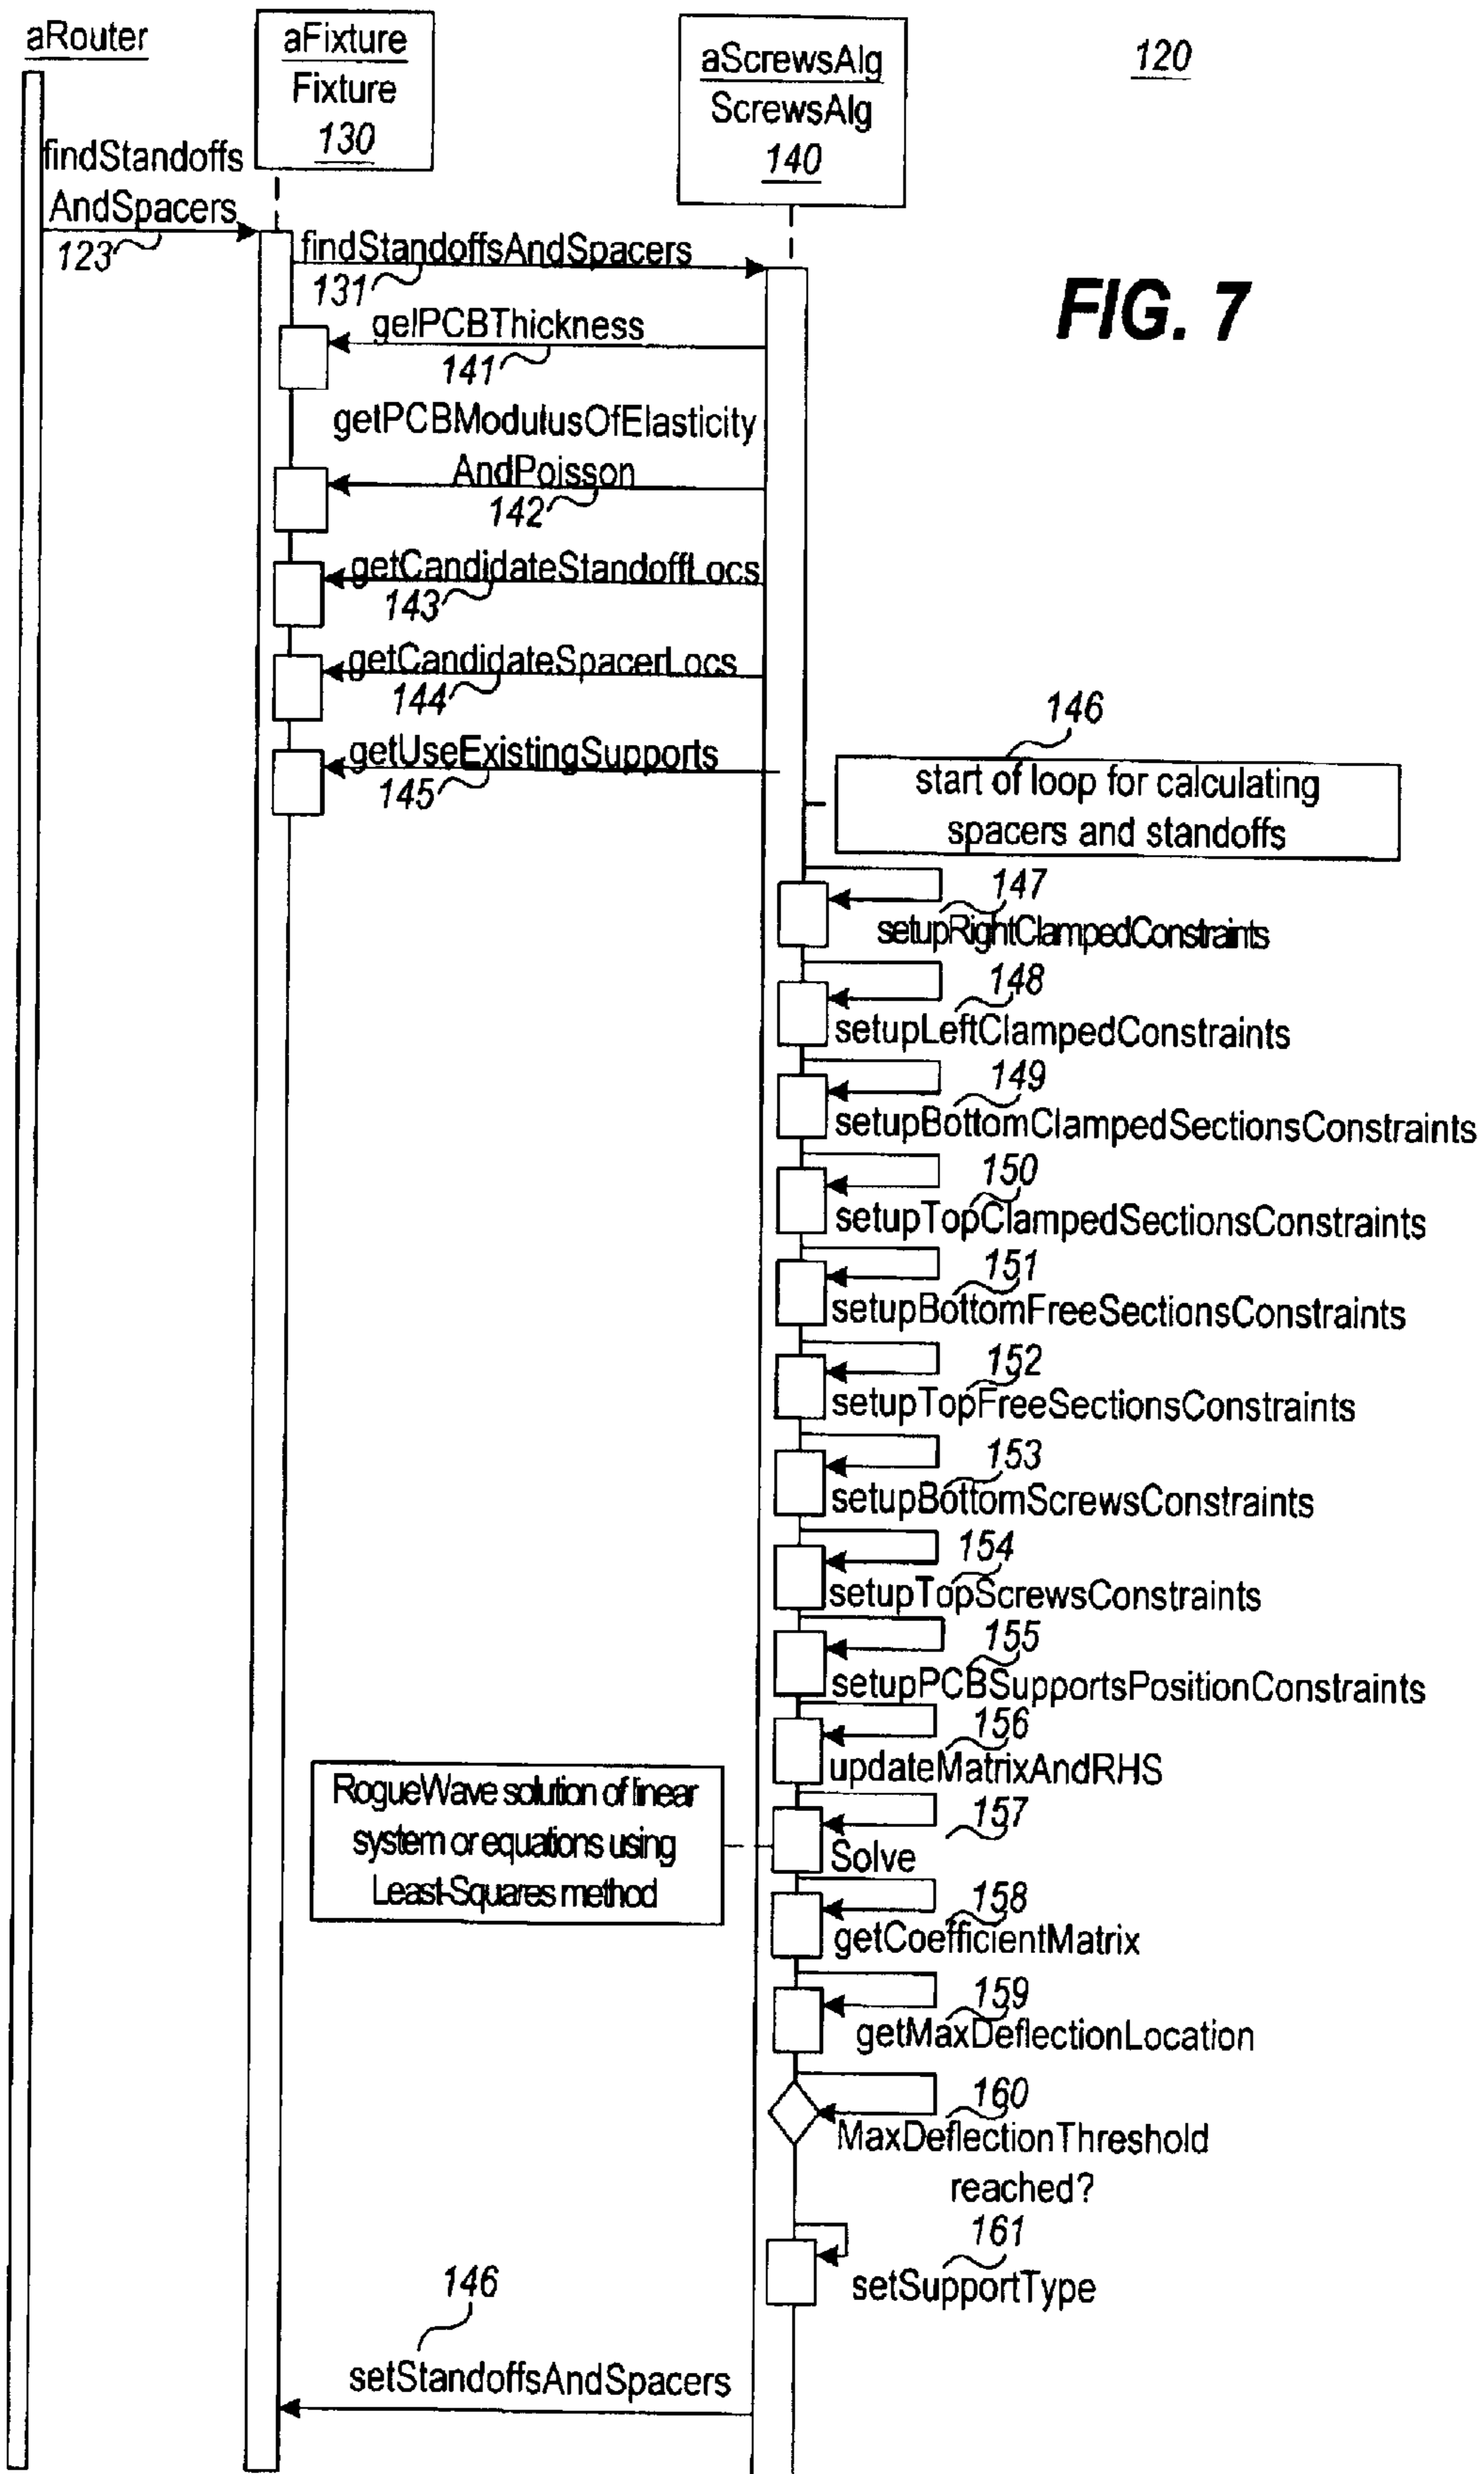 aRouter
aFixture
Fixture
130
aScrewsAlg
ScrewsAlg
140
120
findStandoffs
AndSpacers
123
findStandoffsAndSpacers
131
FIG. 7
gelPCBThickness
141
getPCBModulusOfElasticity
AndPoisson
142
getCandidateStandoffLocs
143
getCandidateSpacerLocs
144
getUseExistingSupports
145
146
start of loop for calculating
spacers and standoffs
147
setupRightClampedConstraints
148
setupLeftClampedConstraints
149
setupBottomClampedSectionsConstraints
150
setupTopClampedSectionsConstraints
151
setupBottomFreeSectionsConstraints
152
setupTopFreeSectionsConstraints
153
setupBottomScrewsConstraints
154
setupTopScrewsConstraints
155
setupPCBSupportsPositionConstraints
156
updateMatrixAndRHS
RogueWave solution of linear
system or equations using
Least-Squares method
157
Solve
158
getCoefficientMatrix
159
getMaxDeflectionLocation
160
MaxDeflectionThreshold
reached?
161
setSupportType
146
setStandoffsAndSpacers